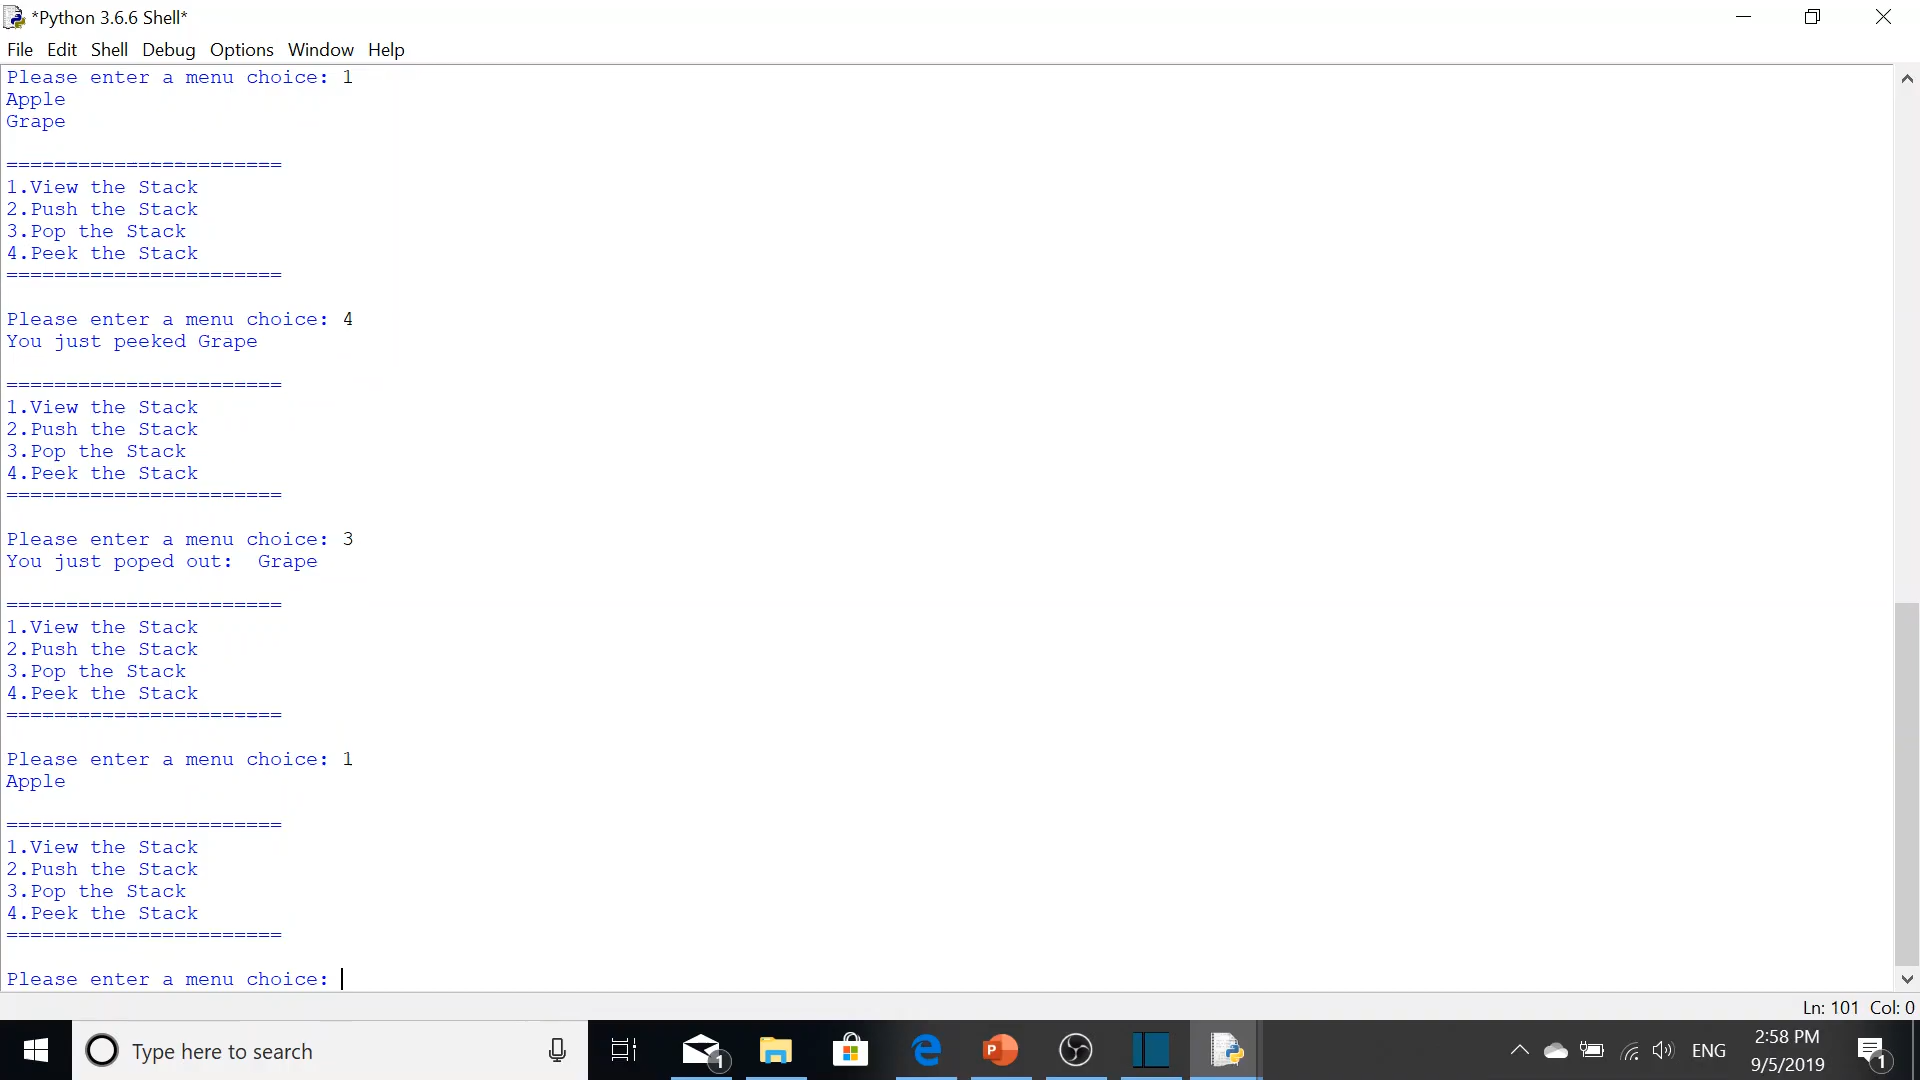 *Python 3.6.6 Shell*
File Edit Shell Debug Options Window Help
Please enter a menu choice: 1
Apple
Grape
=======================
1.View the Stack
2.Push the Stack
3.Pop the Stack
4.Peek the Stack
=======================
Please enter a menu choice: 4
You just peeked Grape
=======================
1.View the Stack
2.Push the Stack
3.Pop the Stack
4.Peek the Stack
=======================
Please enter a menu choice: 3
You just poped out:  Grape
=======================
1.View the Stack
2.Push the Stack
3.Pop the Stack
4.Peek the Stack
=======================
Please enter a menu choice: 1
Apple
=======================
1.View the Stack
2.Push the Stack
3.Pop the Stack
4.Peek the Stack
=======================
Please enter a menu choice:
Ln: 101 Col: 0
Type here to search
1
P
ENG
2:58 PM
9/5/2019
1